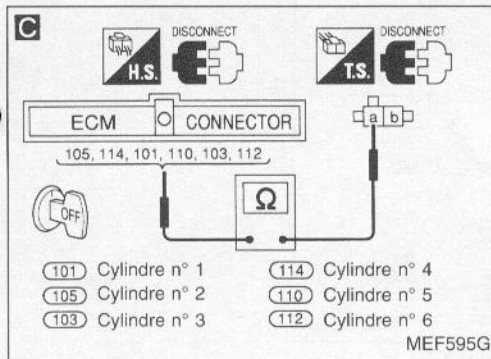 C
DISCONNECT
H.S.
DISCONNECT
T.S.
ECM
CONNECTOR
a b
105, 114, 101, 110, 103, 112
OFF
Ω
101 Cylindre n° 1
114 Cylindre n° 4
105 Cylindre n° 2
110 Cylindre n° 5
103 Cylindre n° 3
112 Cylindre n° 6
MEF595G